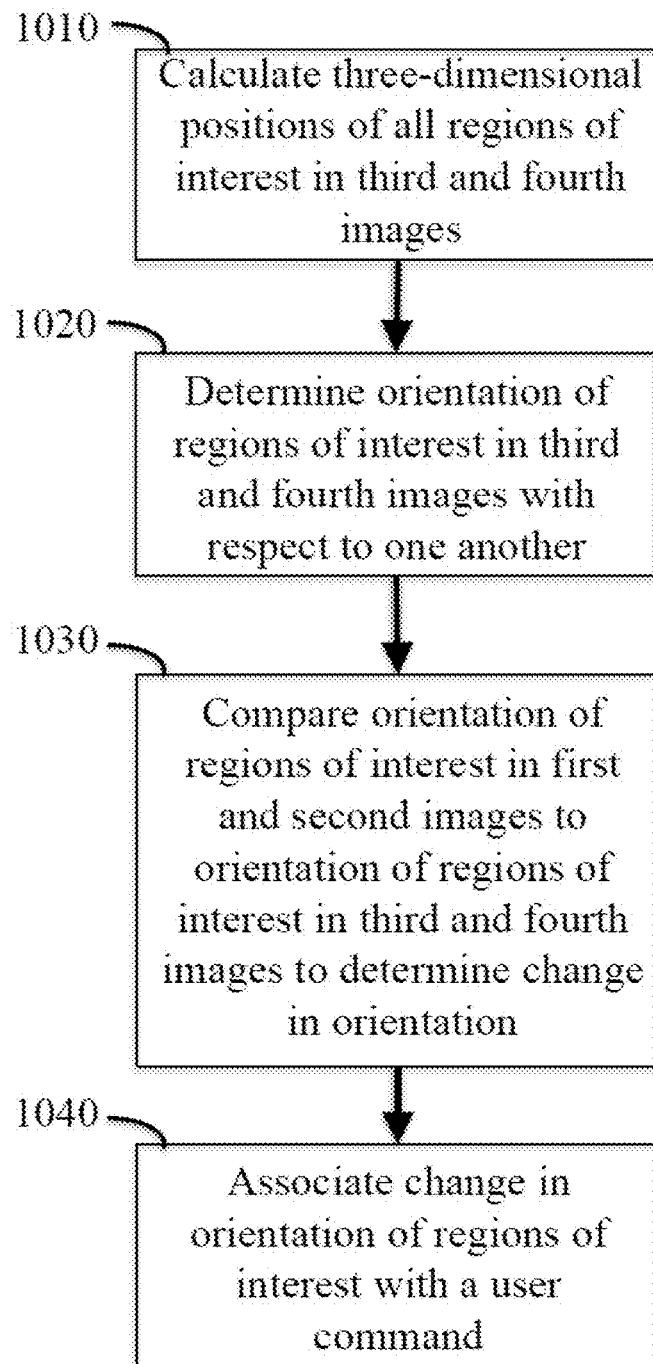 1010
Calculate three-dimensional
positions of all regions of
interest in third and fourth
images
1020
Determine orientation of
regions of interest in third
and fourth images with
respect to one another
1030
Compare orientation of
regions of interest in first
and second images to
orientation of regions of
interest in third and fourth
images to determine change
in orientation
1040
Associate change in
orientation of regions of
interest with a user
command